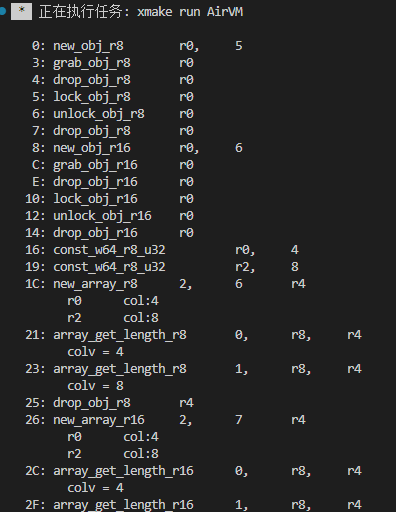 * 正在执行任务: xmake run AirVM
0: new_obj_r8 r0, 5
3: grab_obj_r8 r0
4: drop_obj_r8 r0
5: lock_obj_r8 r0
6: unlock_obj_r8 r0
7: drop_obj_r8 r0
8: new_obj_r16 r0, 6
C: grab_obj_r16 r0
E: drop_obj_r16 r0
10: lock_obj_r16 r0
12: unlock_obj_r16 r0
14: drop_obj_r16 r0
16: const_w64_r8_u32 r0, 4
19: const_w64_r8_u32 r2, 8
1C: new_array_r8 2, 6 r4
r0 col:4
r2 col:8
21: array_get_length_r8 0, r8, r4
colv = 4
23: array_get_length_r8 1, r8, r4
colv = 8
25: drop_obj_r8 r4
26: new_array_r16 2, 7 r4
r0 col:4
r2 col:8
2C: array_get_length_r16 0, r8, r4
colv = 4
2F: array_get_length_r16 1, r8, r4